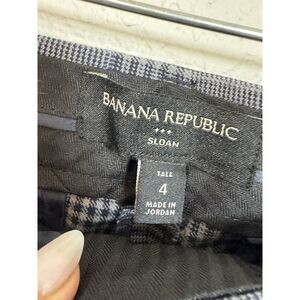 BANANA REPUBLIC
SLOAN
TALL
4
MADE IN
JORDAN